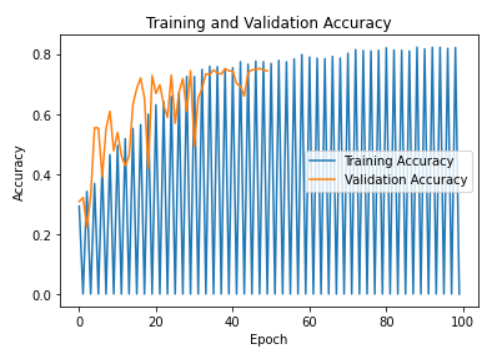 Training and Validation Accuracy
Accuracy
0.8
0.6
0.4
0.2
0.0
Training Accuracy
Validation Accuracy
0 20 40 60 80 100
Epoch